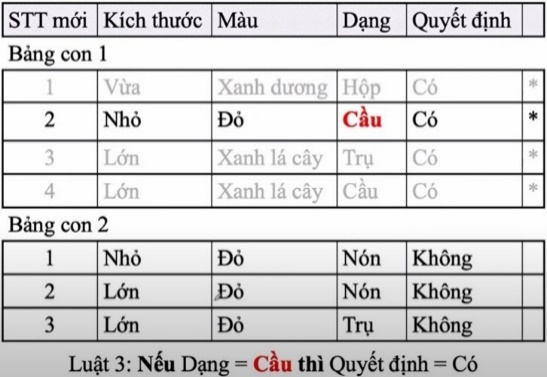 STT mới Kích thước Màu Dạng Quyết định
Bảng con 1
1 Vừa Xanh dương Hộp Có *
2 Nhỏ Đỏ Cầu Có *
3 Lớn Xanh lá cây Trụ Có *
4 Lớn Xanh lá cây Cầu Có *
Bảng con 2
1 Nhỏ Đỏ Nón Không
2 Lớn Đỏ Nón Không
3 Lớn Đỏ Trụ Không
Luật 3: Nếu Dạng = Cầu thì Quyết định = Có